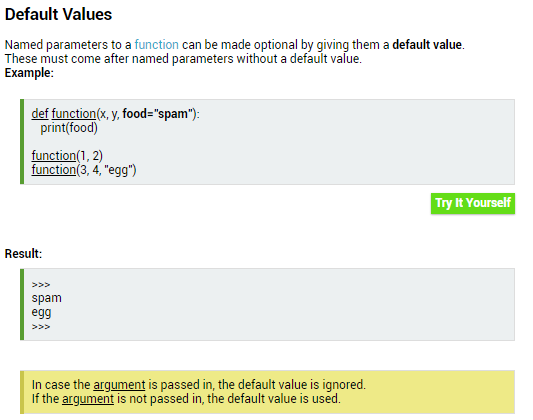 Default Values
Named parameters to a function can be made optional by giving them a default value.
These must come after named parameters without a default value.
Example:
def function(x, y, food="spam"):
print(food)
function(1, 2)
function(3, 4, "egg")
Try It Yourself
Result:
>>>
spam
egg
>>>
In case the argument is passed in, the default value is ignored.
If the argument is not passed in, the default value is used.